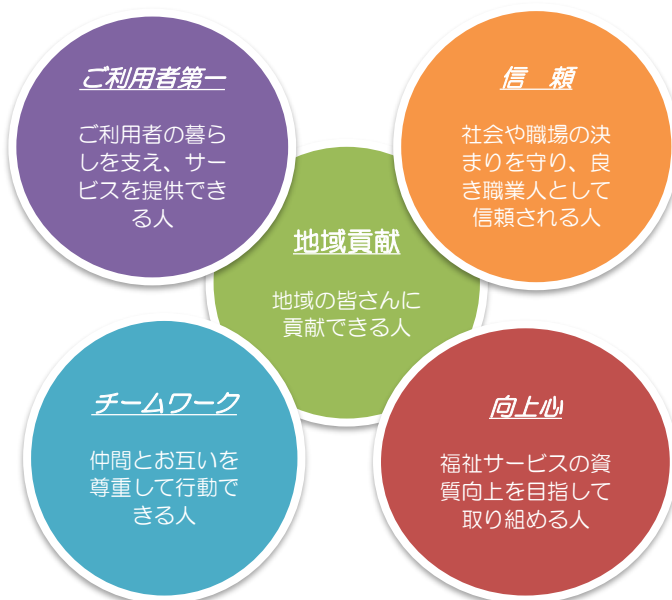 ご利用者第一
ご利用者の暮ら
しを支え、サー
ビスを提供でき
る人
信　頼
社会や職場の決
まりを守り、良
き職業人として
信頼される人
地域貢献
地域の皆さんに
貢献できる人
チームワーク
仲間とお互いを
尊重して行動で
きる人
向上心
福祉サービスの資
質向上を目指して
取り組める人